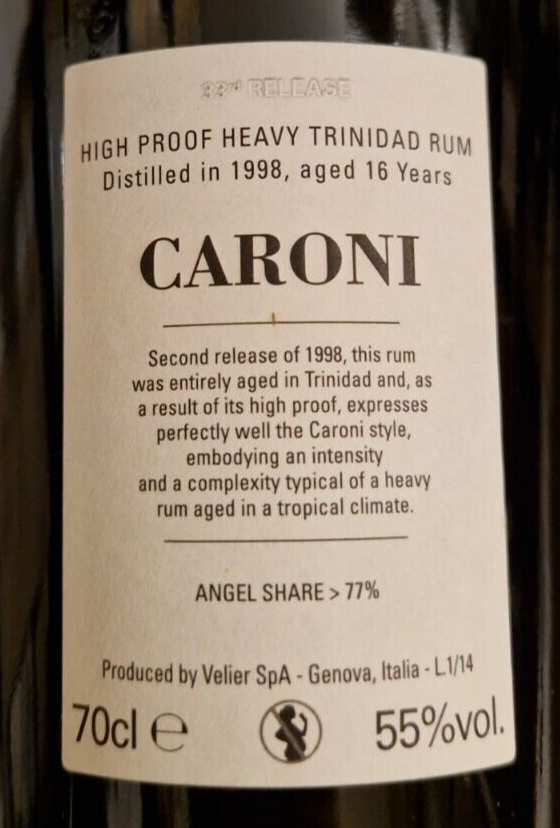 33rd RELEASE
HIGH PROOF HEAVY TRINIDAD RUM
Distilled in 1998, aged 16 Years
CARONI
Second release of 1998, this rum
was entirely aged in Trinidad and, as
a result of its high proof, expresses
perfectly well the Caroni style,
embodying an intensity
and a complexity typical of a heavy
rum aged in a tropical climate.
ANGEL SHARE > 77%
Produced by Velier SpA - Genova, Italia - L.1/14
70cl ℮ 55%vol.